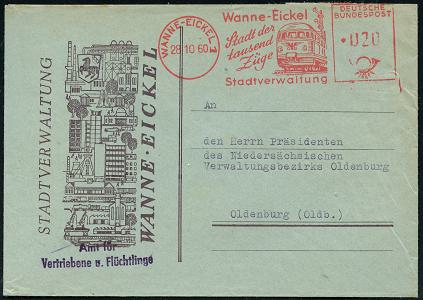 WANNE-EICKEL 1
28.10.60
Wanne-Eickel
Stadt der
tausend
Züge
Stadtverwaltung
DEUTSCHE
BUNDESPOST
020
STADTVERWALTUNG
WANNE-EICKEL
Amt für
Vertriebene u. Flüchtlinge
An
den Herrn Präsidenten
des Niedersächsischen
Verwaltungsbezirks Oldenburg
Oldenburg (Oldb.)